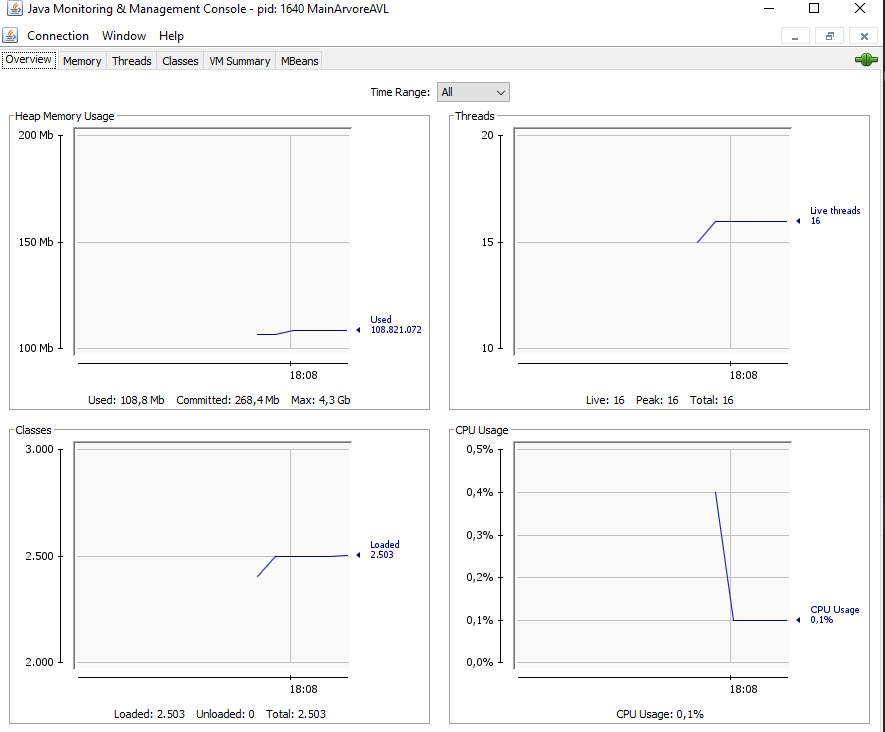 Java Monitoring & Management Console - pid: 1640 MainArvoreAVL
Connection Window Help
Overview Memory Threads Classes VM Summary MBeans
Time Range: All
Heap Memory Usage
200 Mb
150 Mb
100 Mb
Used
108.821.072
18:08
Used: 108,8 Mb Committed: 268,4 Mb Max: 4,3 Gb
Threads
20
15
10
Live threads
16
18:08
Live: 16 Peak: 16 Total: 16
Classes
3.000
2.500
2.000
Loaded
2.503
18:08
Loaded: 2.503 Unloaded: 0 Total: 2.503
CPU Usage
0,5%
0,4%
0,3%
0,2%
0,1%
0,0%
CPU Usage
0,1%
18:08
CPU Usage: 0,1%